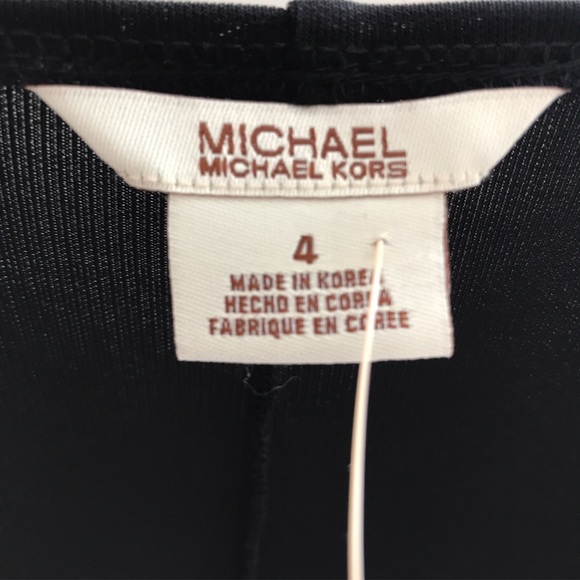 MICHAEL
MICHAEL KORS
4
MADE IN KOREA
HECHO EN COREA
FABRIQUE EN COREE